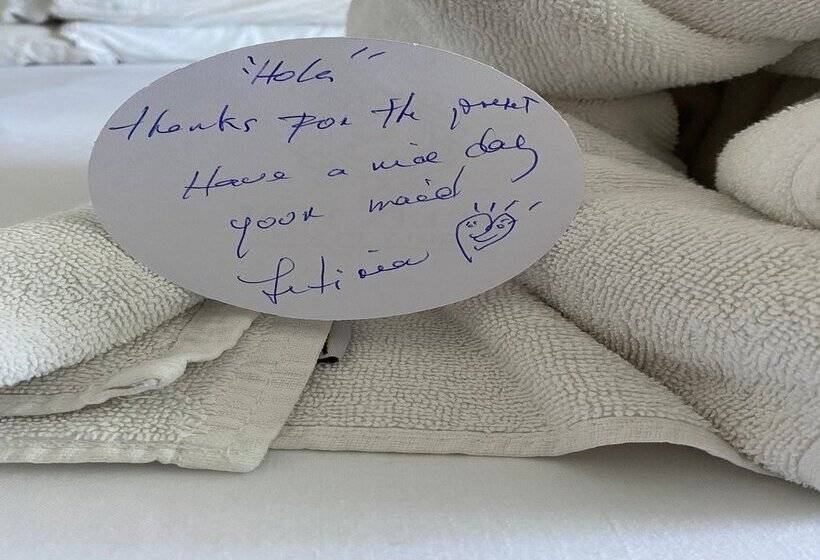 "Hola"
thanks for the present
Have a nice day
your maid
Leticia